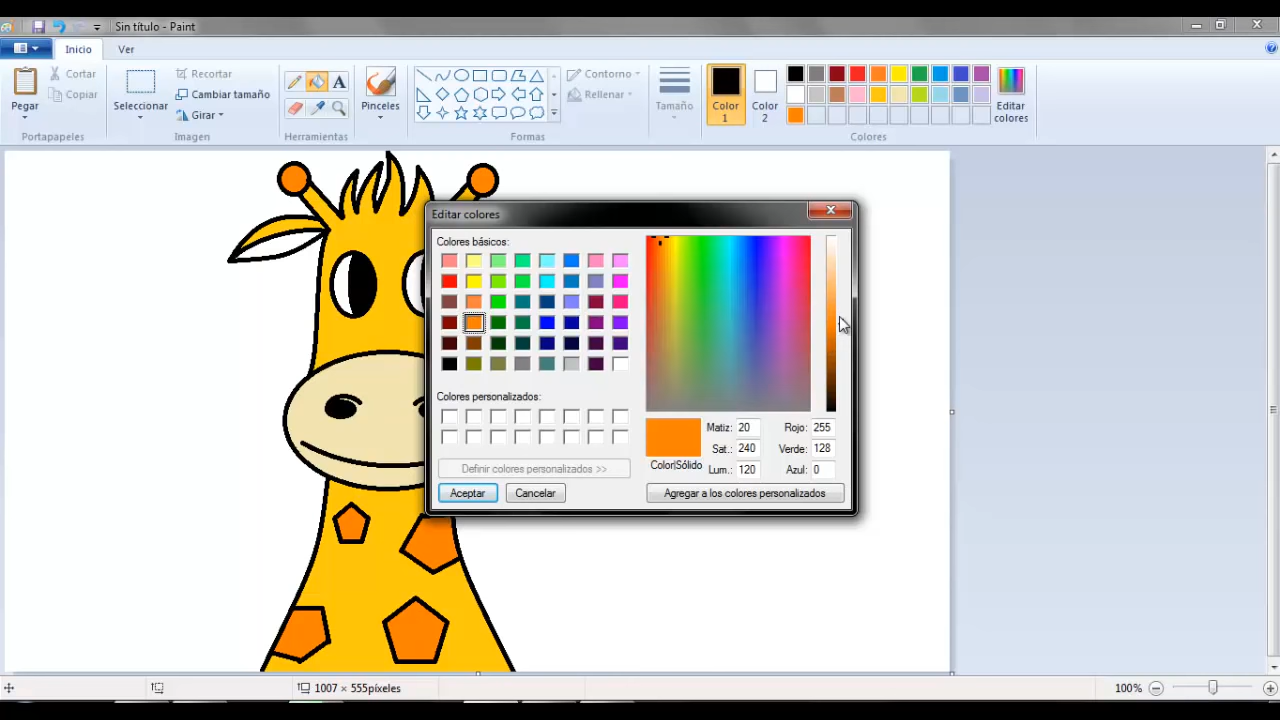 Sin título - Paint
Inicio
Ver
Pegar
Cortar
Copiar
Portapapeles
Seleccionar
Recortar
Cambiar tamaño
Girar
Imagen
A
Herramientas
Pinceles
Contorno
Rellenar
Formas
Tamaño
Color
1
Color
2
Editar
colores
Colores
Editar colores
Colores básicos:
Colores personalizados:
Definir colores personalizados >>
Aceptar
Cancelar
Color|Sólido
Matiz: 20
Sat.: 240
Lum.: 120
Rojo: 255
Verde: 128
Azul: 0
Agregar a los colores personalizados
1007 × 555píxeles
100%